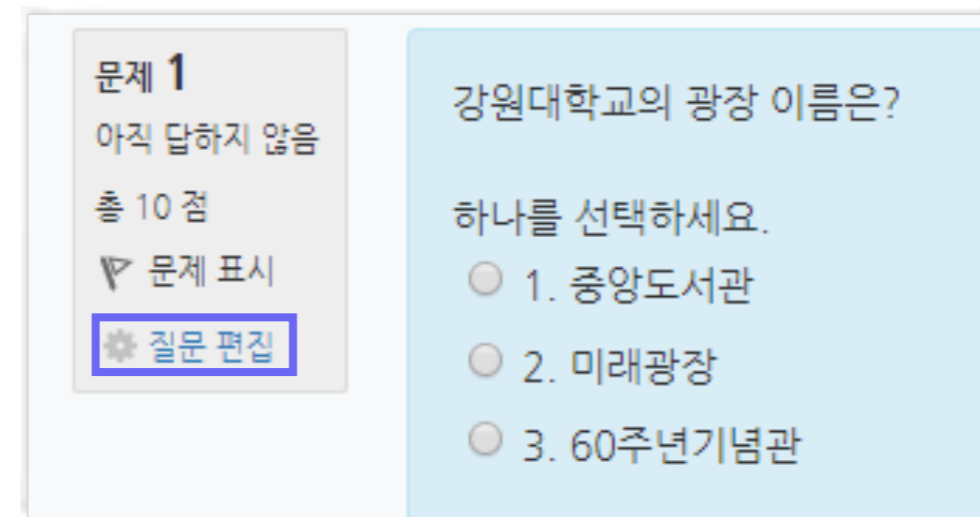 문제 1
아직 답하지 않음
총 10 점
문제 표시
질문 편집
강원대학교의 광장 이름은?
하나를 선택하세요.
1. 중앙도서관
2. 미래광장
3. 60주년기념관